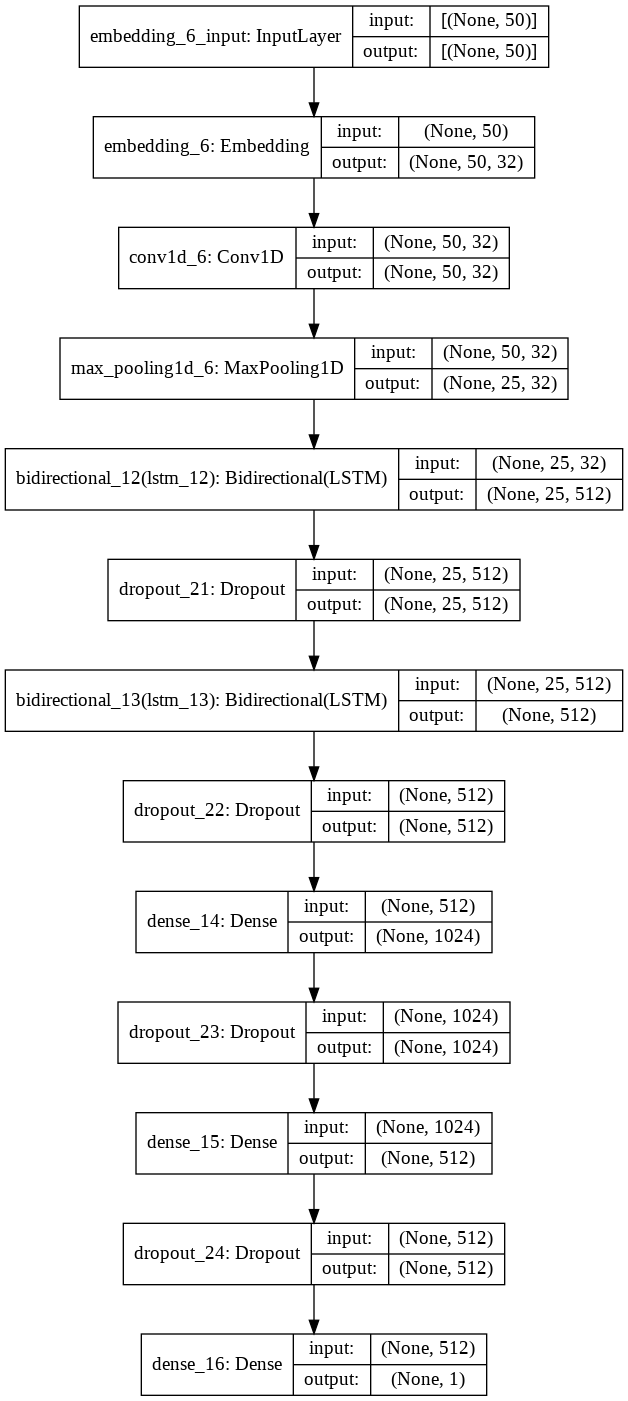 embedding_6_input: InputLayer
input: [(None, 50)]
output: [(None, 50)]
embedding_6: Embedding
input: (None, 50)
output: (None, 50, 32)
conv1d_6: Conv1D
input: (None, 50, 32)
output: (None, 50, 32)
max_pooling1d_6: MaxPooling1D
input: (None, 50, 32)
output: (None, 25, 32)
bidirectional_12(lstm_12): Bidirectional(LSTM)
input: (None, 25, 32)
output: (None, 25, 512)
dropout_21: Dropout
input: (None, 25, 512)
output: (None, 25, 512)
bidirectional_13(lstm_13): Bidirectional(LSTM)
input: (None, 25, 512)
output: (None, 512)
dropout_22: Dropout
input: (None, 512)
output: (None, 512)
dense_14: Dense
input: (None, 512)
output: (None, 1024)
dropout_23: Dropout
input: (None, 1024)
output: (None, 1024)
dense_15: Dense
input: (None, 1024)
output: (None, 512)
dropout_24: Dropout
input: (None, 512)
output: (None, 512)
dense_16: Dense
input: (None, 512)
output: (None, 1)